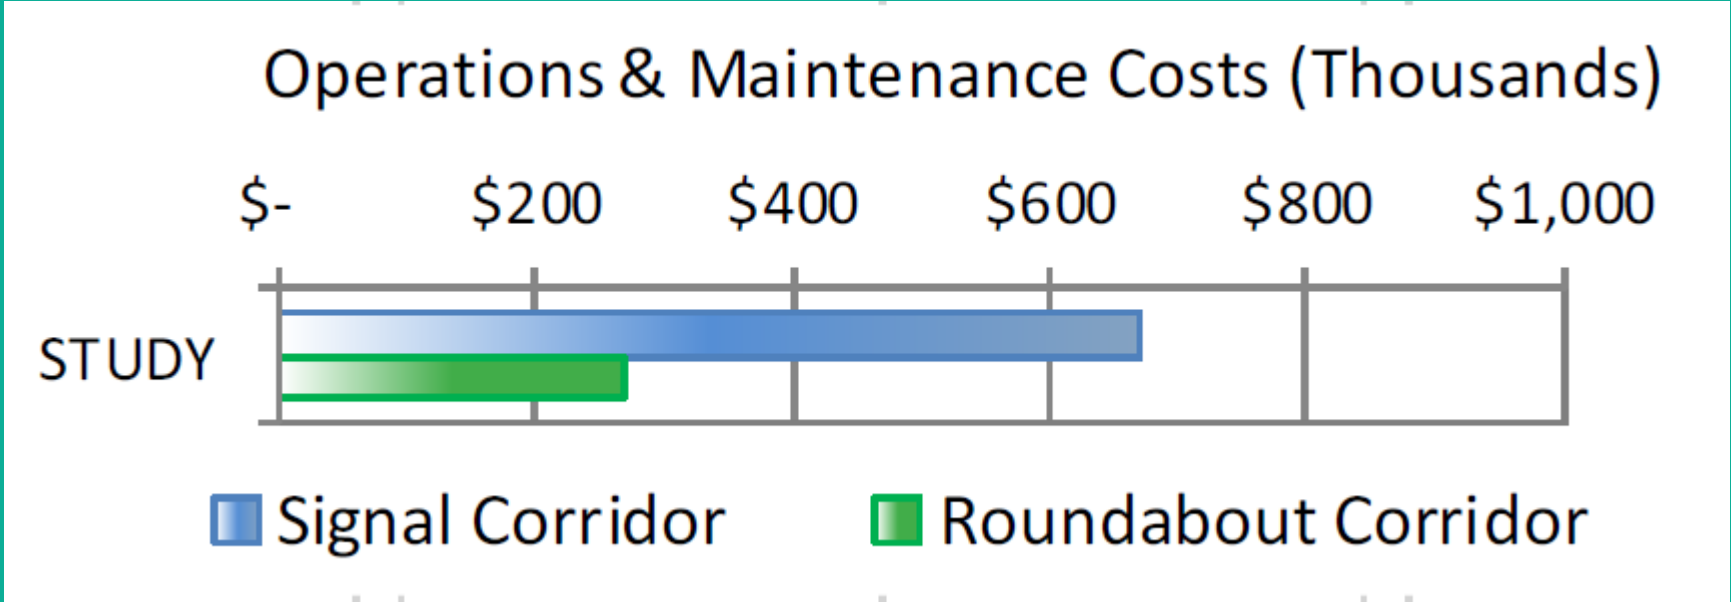 Operations & Maintenance Costs (Thousands)
$- $200 $400 $600 $800 $1,000
STUDY
Signal Corridor Roundabout Corridor